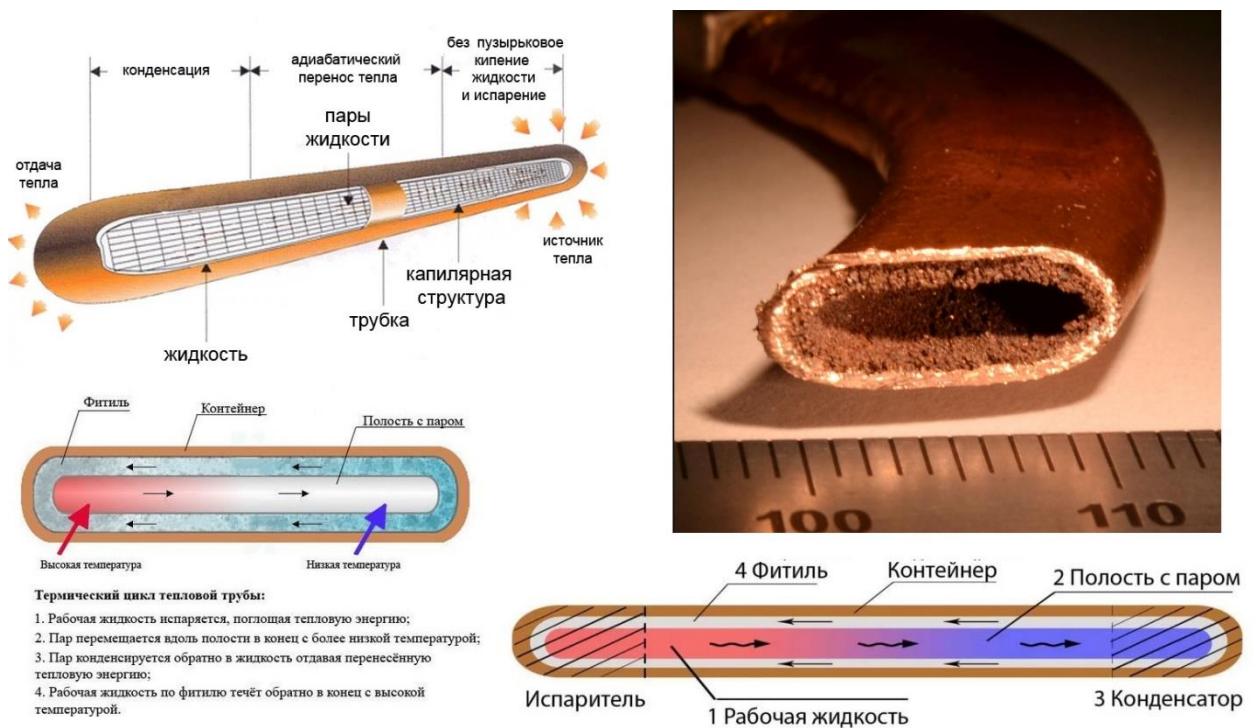 конденсация
адиабатический
перенос тепла
без пузырьковое
кипение
жидкости
и испарение
пары
жидкости
отдача
тепла
источник
тепла
капилярная
структура
трубка
жидкость
Фитиль
Контейнер
Полость с паром
Высокая температура
Низкая температура
Термический цикл тепловой трубы:
1. Рабочая жидкость испаряется, поглощая тепловую энергию;
2. Пар перемещается вдоль полости в конец с более низкой температурой;
3. Пар конденсируется обратно в жидкость отдавая перенесённую
тепловую энергию;
4. Рабочая жидкость по фитилю течёт обратно в конец с высокой
температурой.
100
110
4 Фитиль
Контейнер
2 Полость с паром
Испаритель
1 Рабочая жидкость
3 Конденсатор